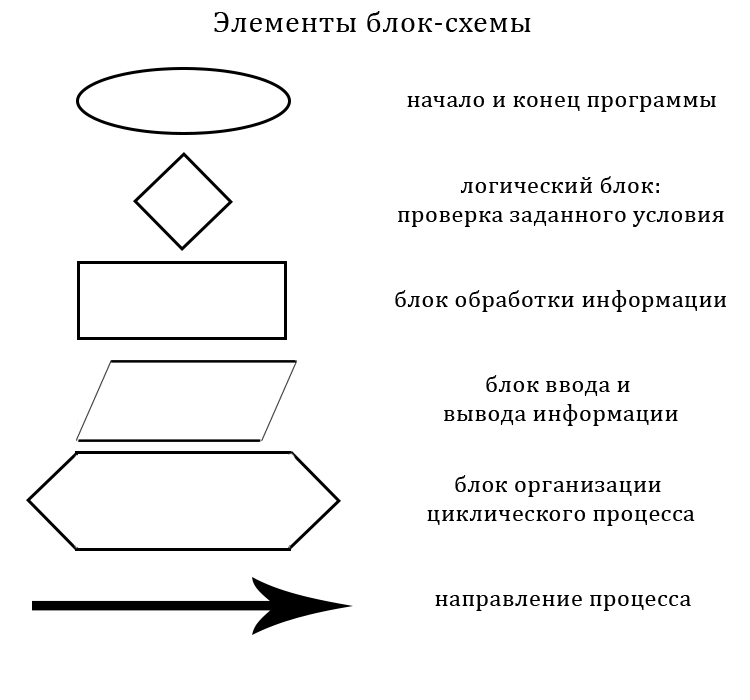 Элементы блок-схемы
начало и конец программы
логический блок:
проверка заданного условия
блок обработки информации
блок ввода и
вывода информации
блок организации
циклического процесса
направление процесса